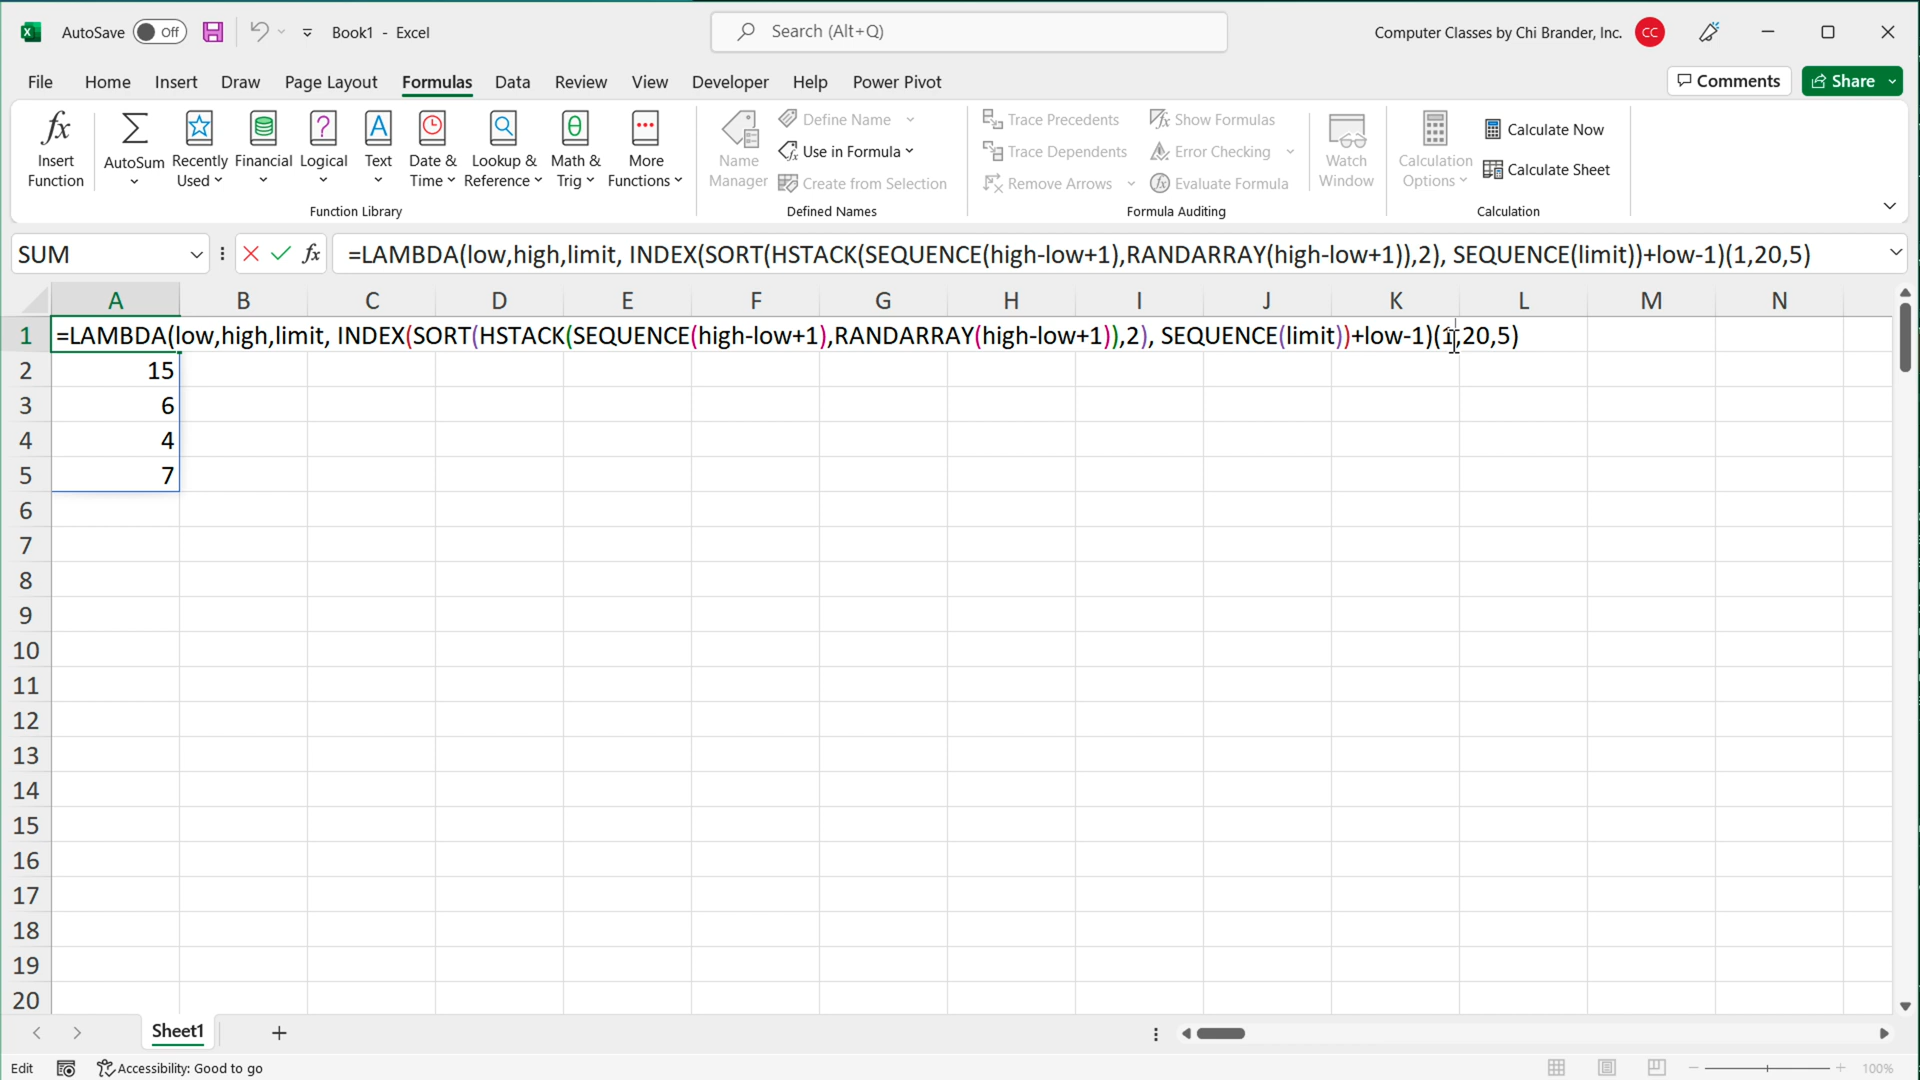 AutoSave Off Book1 - Excel Search (Alt+Q) Computer Classes by Chi Brander, Inc. CC
File Home Insert Draw Page Layout Formulas Data Review View Developer Help Power Pivot Comments Share
Insert Function
AutoSum
Recently Used
Financial
Logical
Text
Date & Time
Lookup & Reference
Math & Trig
More Functions
Function Library
Name Manager
Define Name
Use in Formula
Create from Selection
Defined Names
Trace Precedents
Trace Dependents
Remove Arrows
Show Formulas
Error Checking
Evaluate Formula
Formula Auditing
Watch Window
Calculation Options
Calculate Now
Calculate Sheet
Calculation
SUM fx =LAMBDA(low,high,limit, INDEX(SORT(HSTACK(SEQUENCE(high-low+1),RANDARRAY(high-low+1)),2), SEQUENCE(limit))+low-1)(1,20,5)
A B C D E F G H I J K L M N
1 =LAMBDA(low,high,limit, INDEX(SORT(HSTACK(SEQUENCE(high-low+1),RANDARRAY(high-low+1)),2), SEQUENCE(limit))+low-1)(1,20,5)
2 15
3 6
4 4
5 7
6
7
8
9
10
11
12
13
14
15
16
17
18
19
20
Sheet1
Edit Accessibility: Good to go 100%